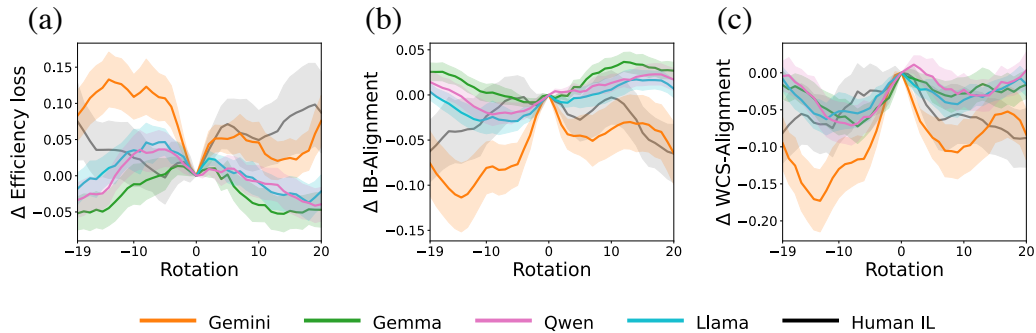 (a)
Δ Efficiency loss
0.15
0.10
0.05
0.00
−0.05
−19 −10 0 10 20
Rotation
(b)
Δ IB-Alignment
0.05
0.00
−0.05
−0.10
−0.15
−19 −10 0 10 20
Rotation
(c)
Δ WCS-Alignment
0.00
−0.05
−0.10
−0.15
−0.20
−19 −10 0 10 20
Rotation
Gemini Gemma Qwen Llama Human IL